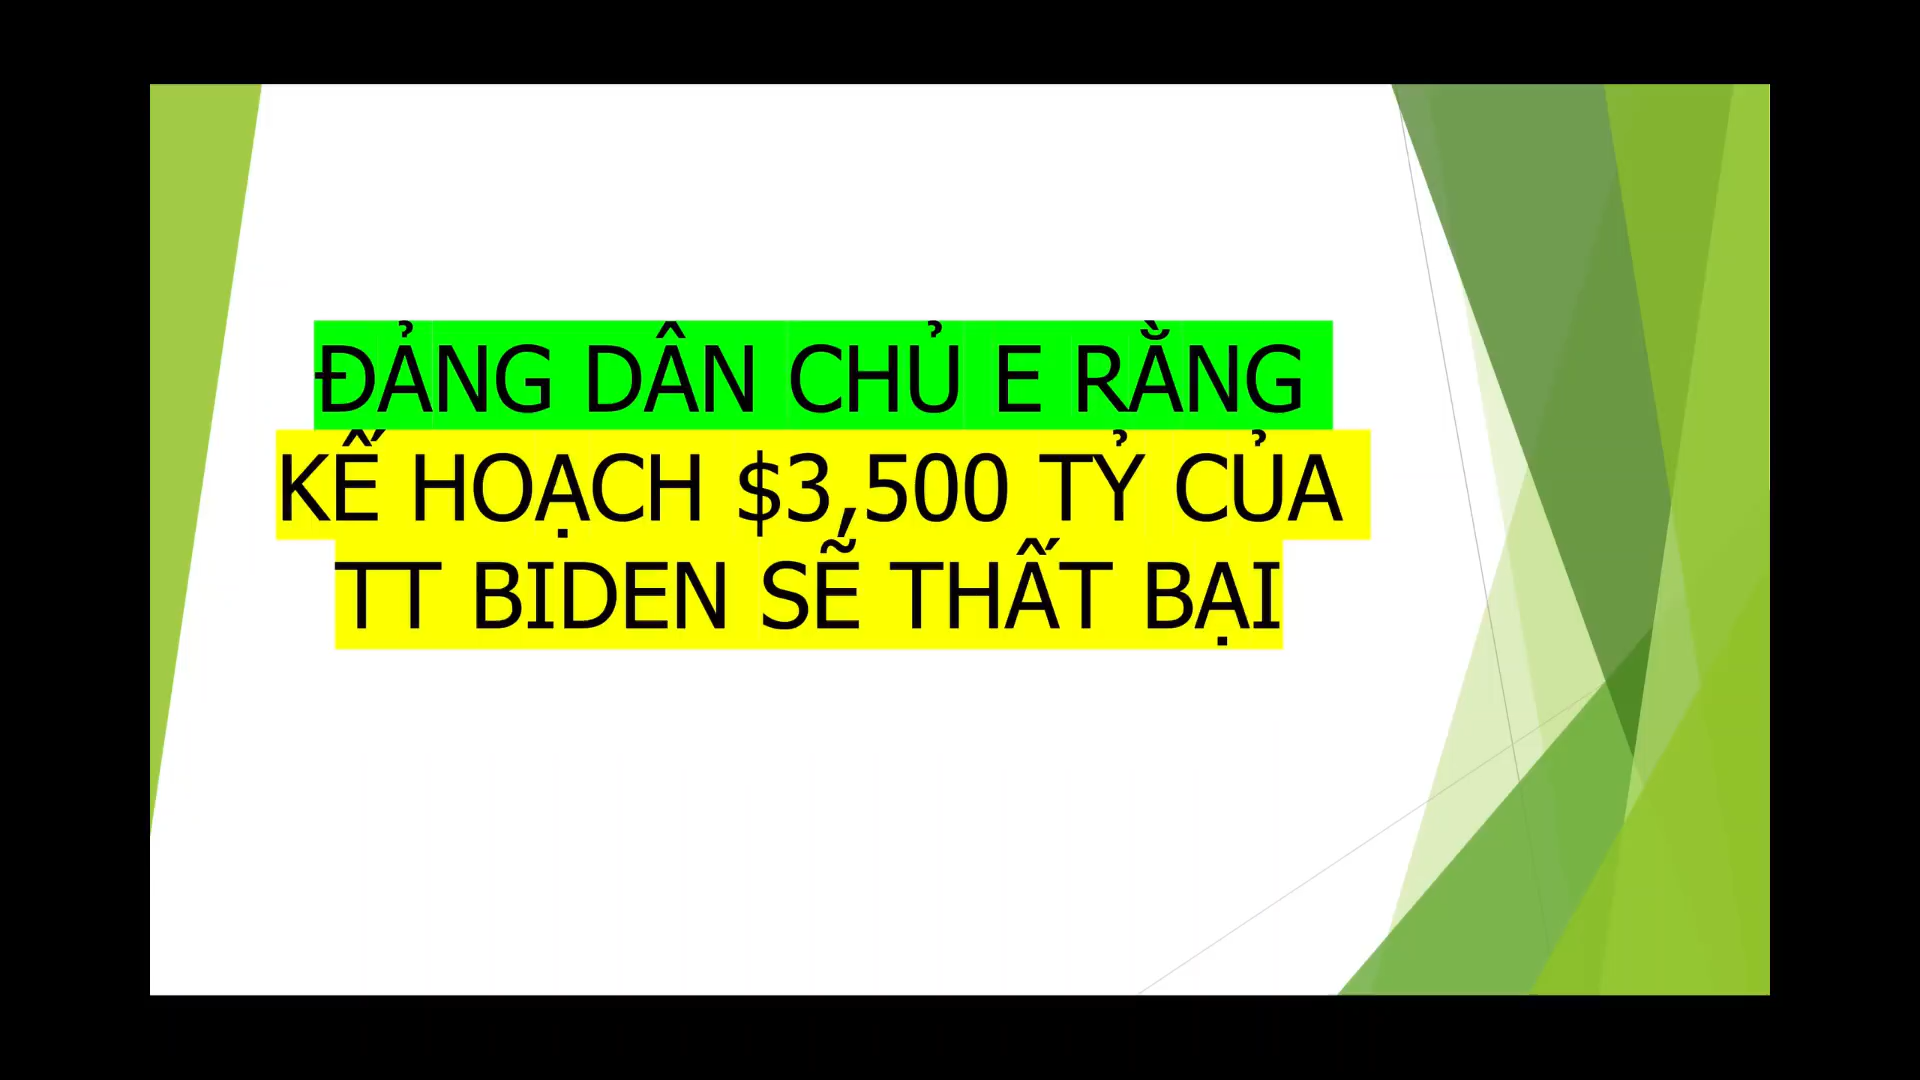 ĐẢNG DÂN CHỦ E RẰNG
KẾ HOẠCH $3,500 TỶ CỦA
TT BIDEN SẼ THẤT BẠI